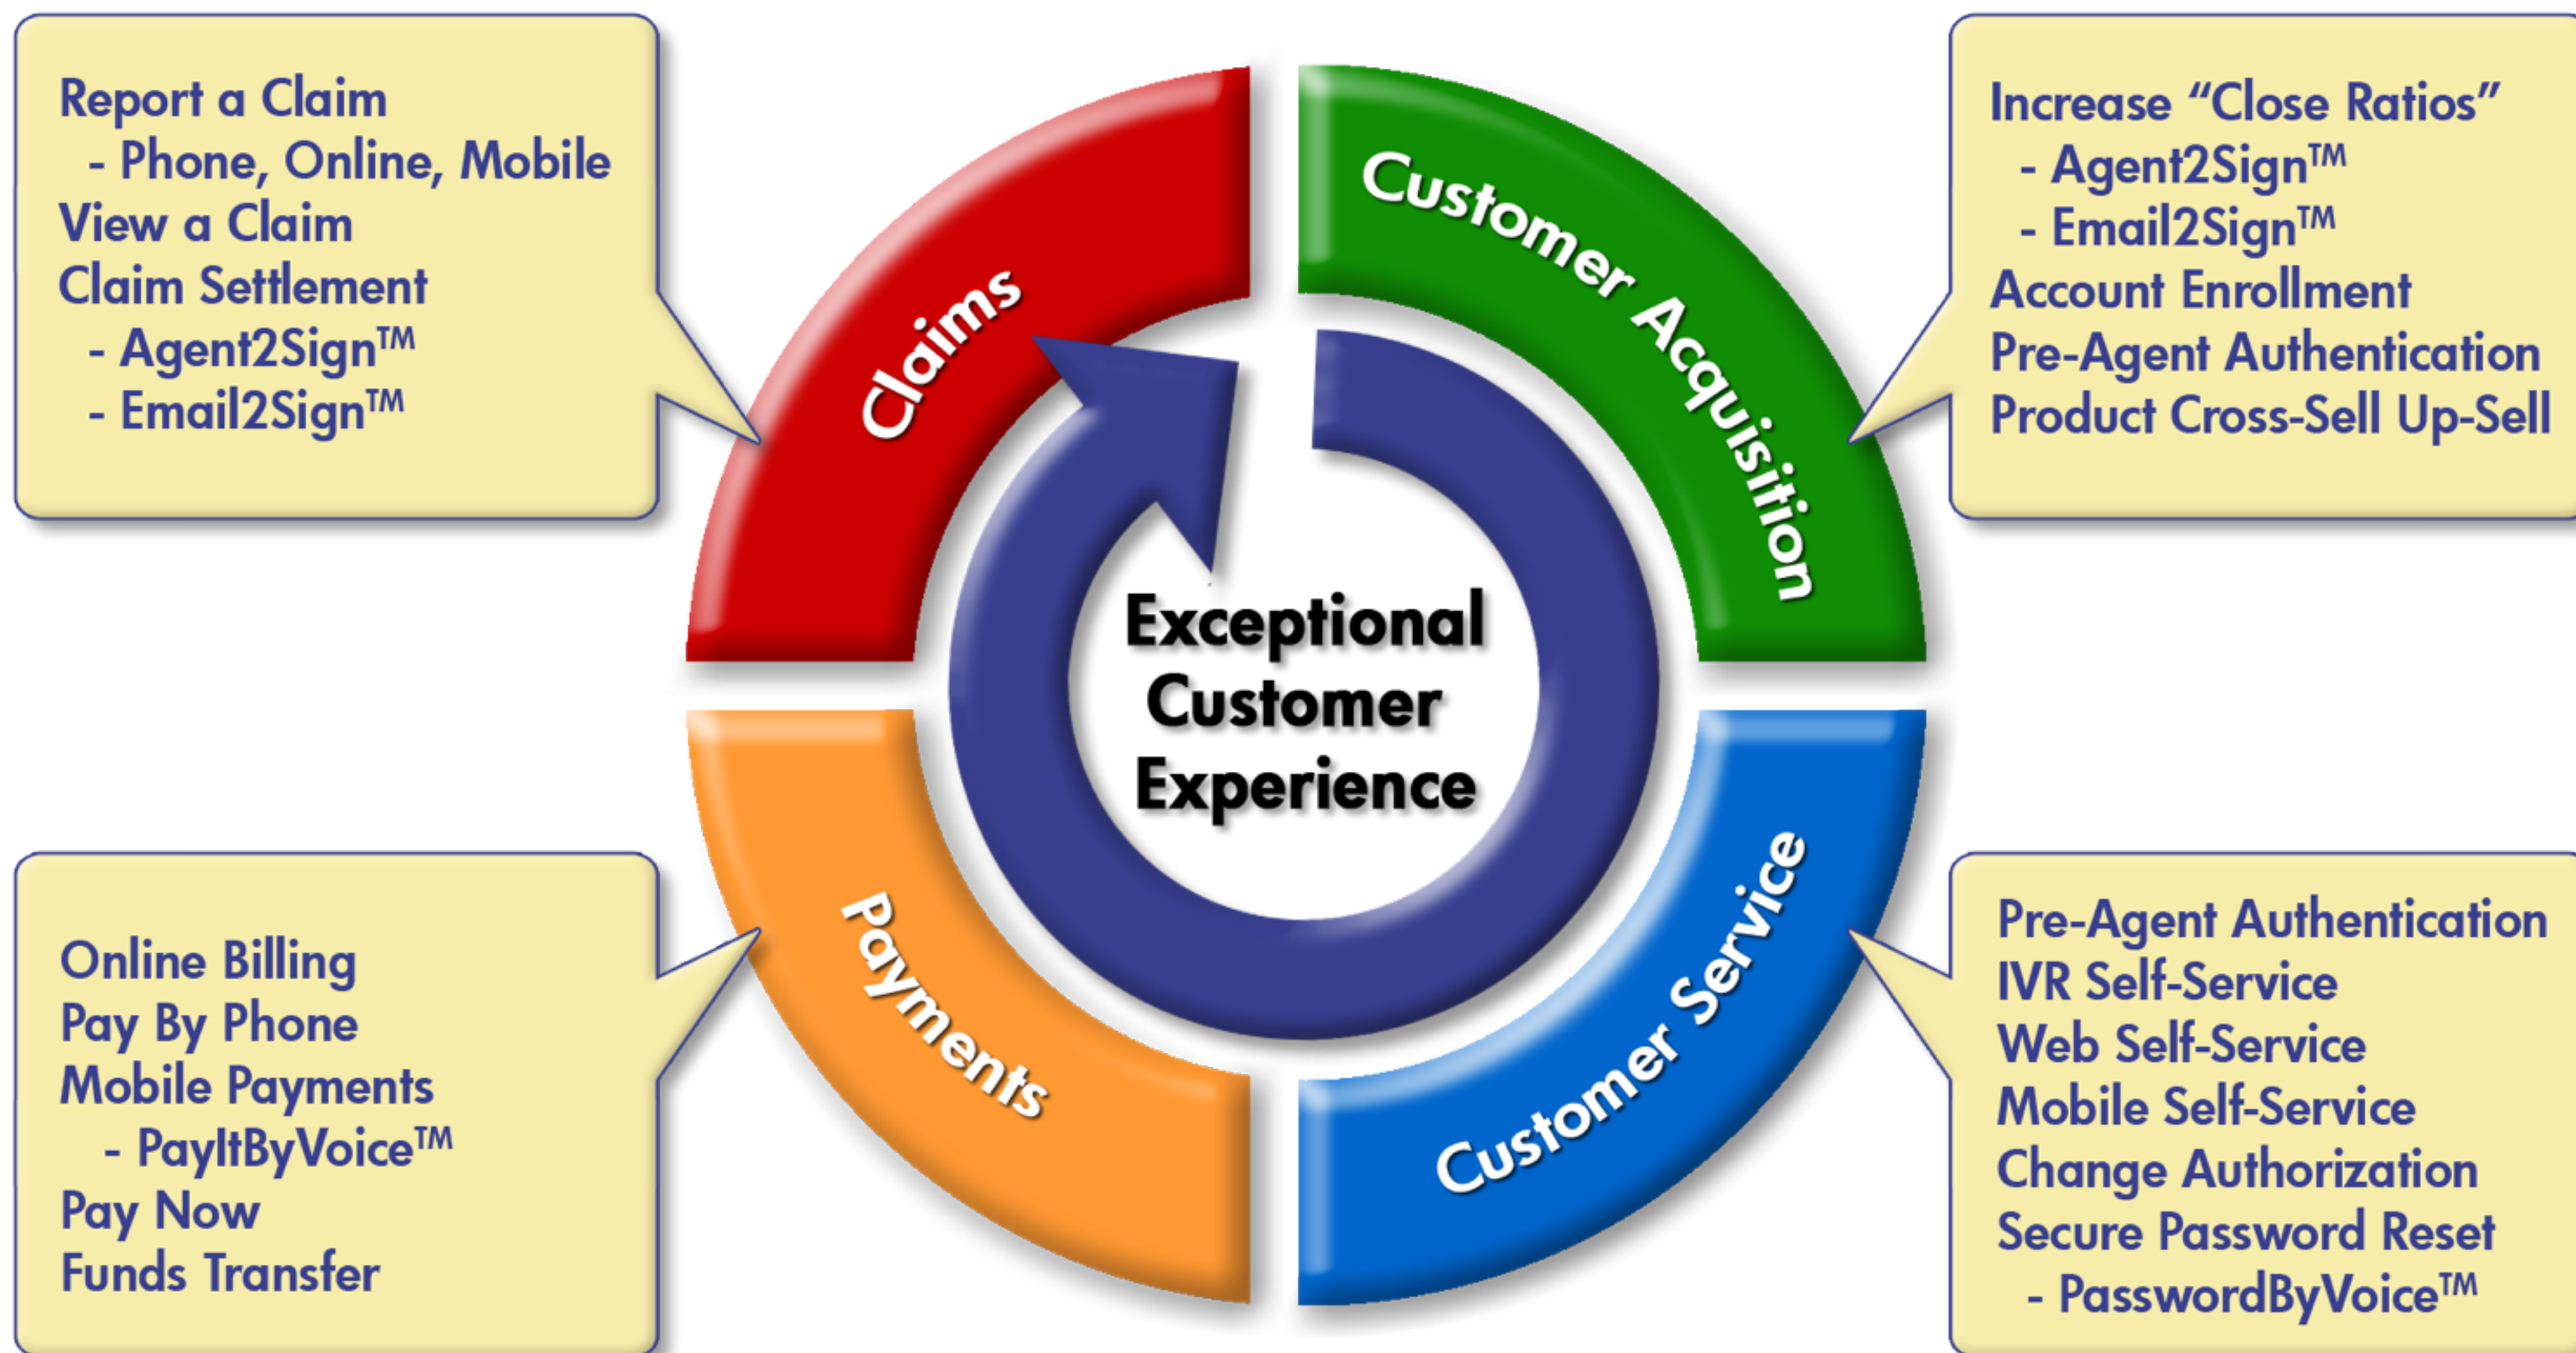 Report a Claim
- Phone, Online, Mobile
View a Claim
Claim Settlement
- Agent2Sign™
- Email2Sign™
Claims
Customer Acquisition
Increase “Close Ratios”
- Agent2Sign™
- Email2Sign™
Account Enrollment
Pre-Agent Authentication
Product Cross-Sell Up-Sell
Exceptional
Customer
Experience
Online Billing
Pay By Phone
Mobile Payments
- PayItByVoice™
Pay Now
Funds Transfer
Payments
Customer Service
Pre-Agent Authentication
IVR Self-Service
Web Self-Service
Mobile Self-Service
Change Authorization
Secure Password Reset
- PasswordByVoice™